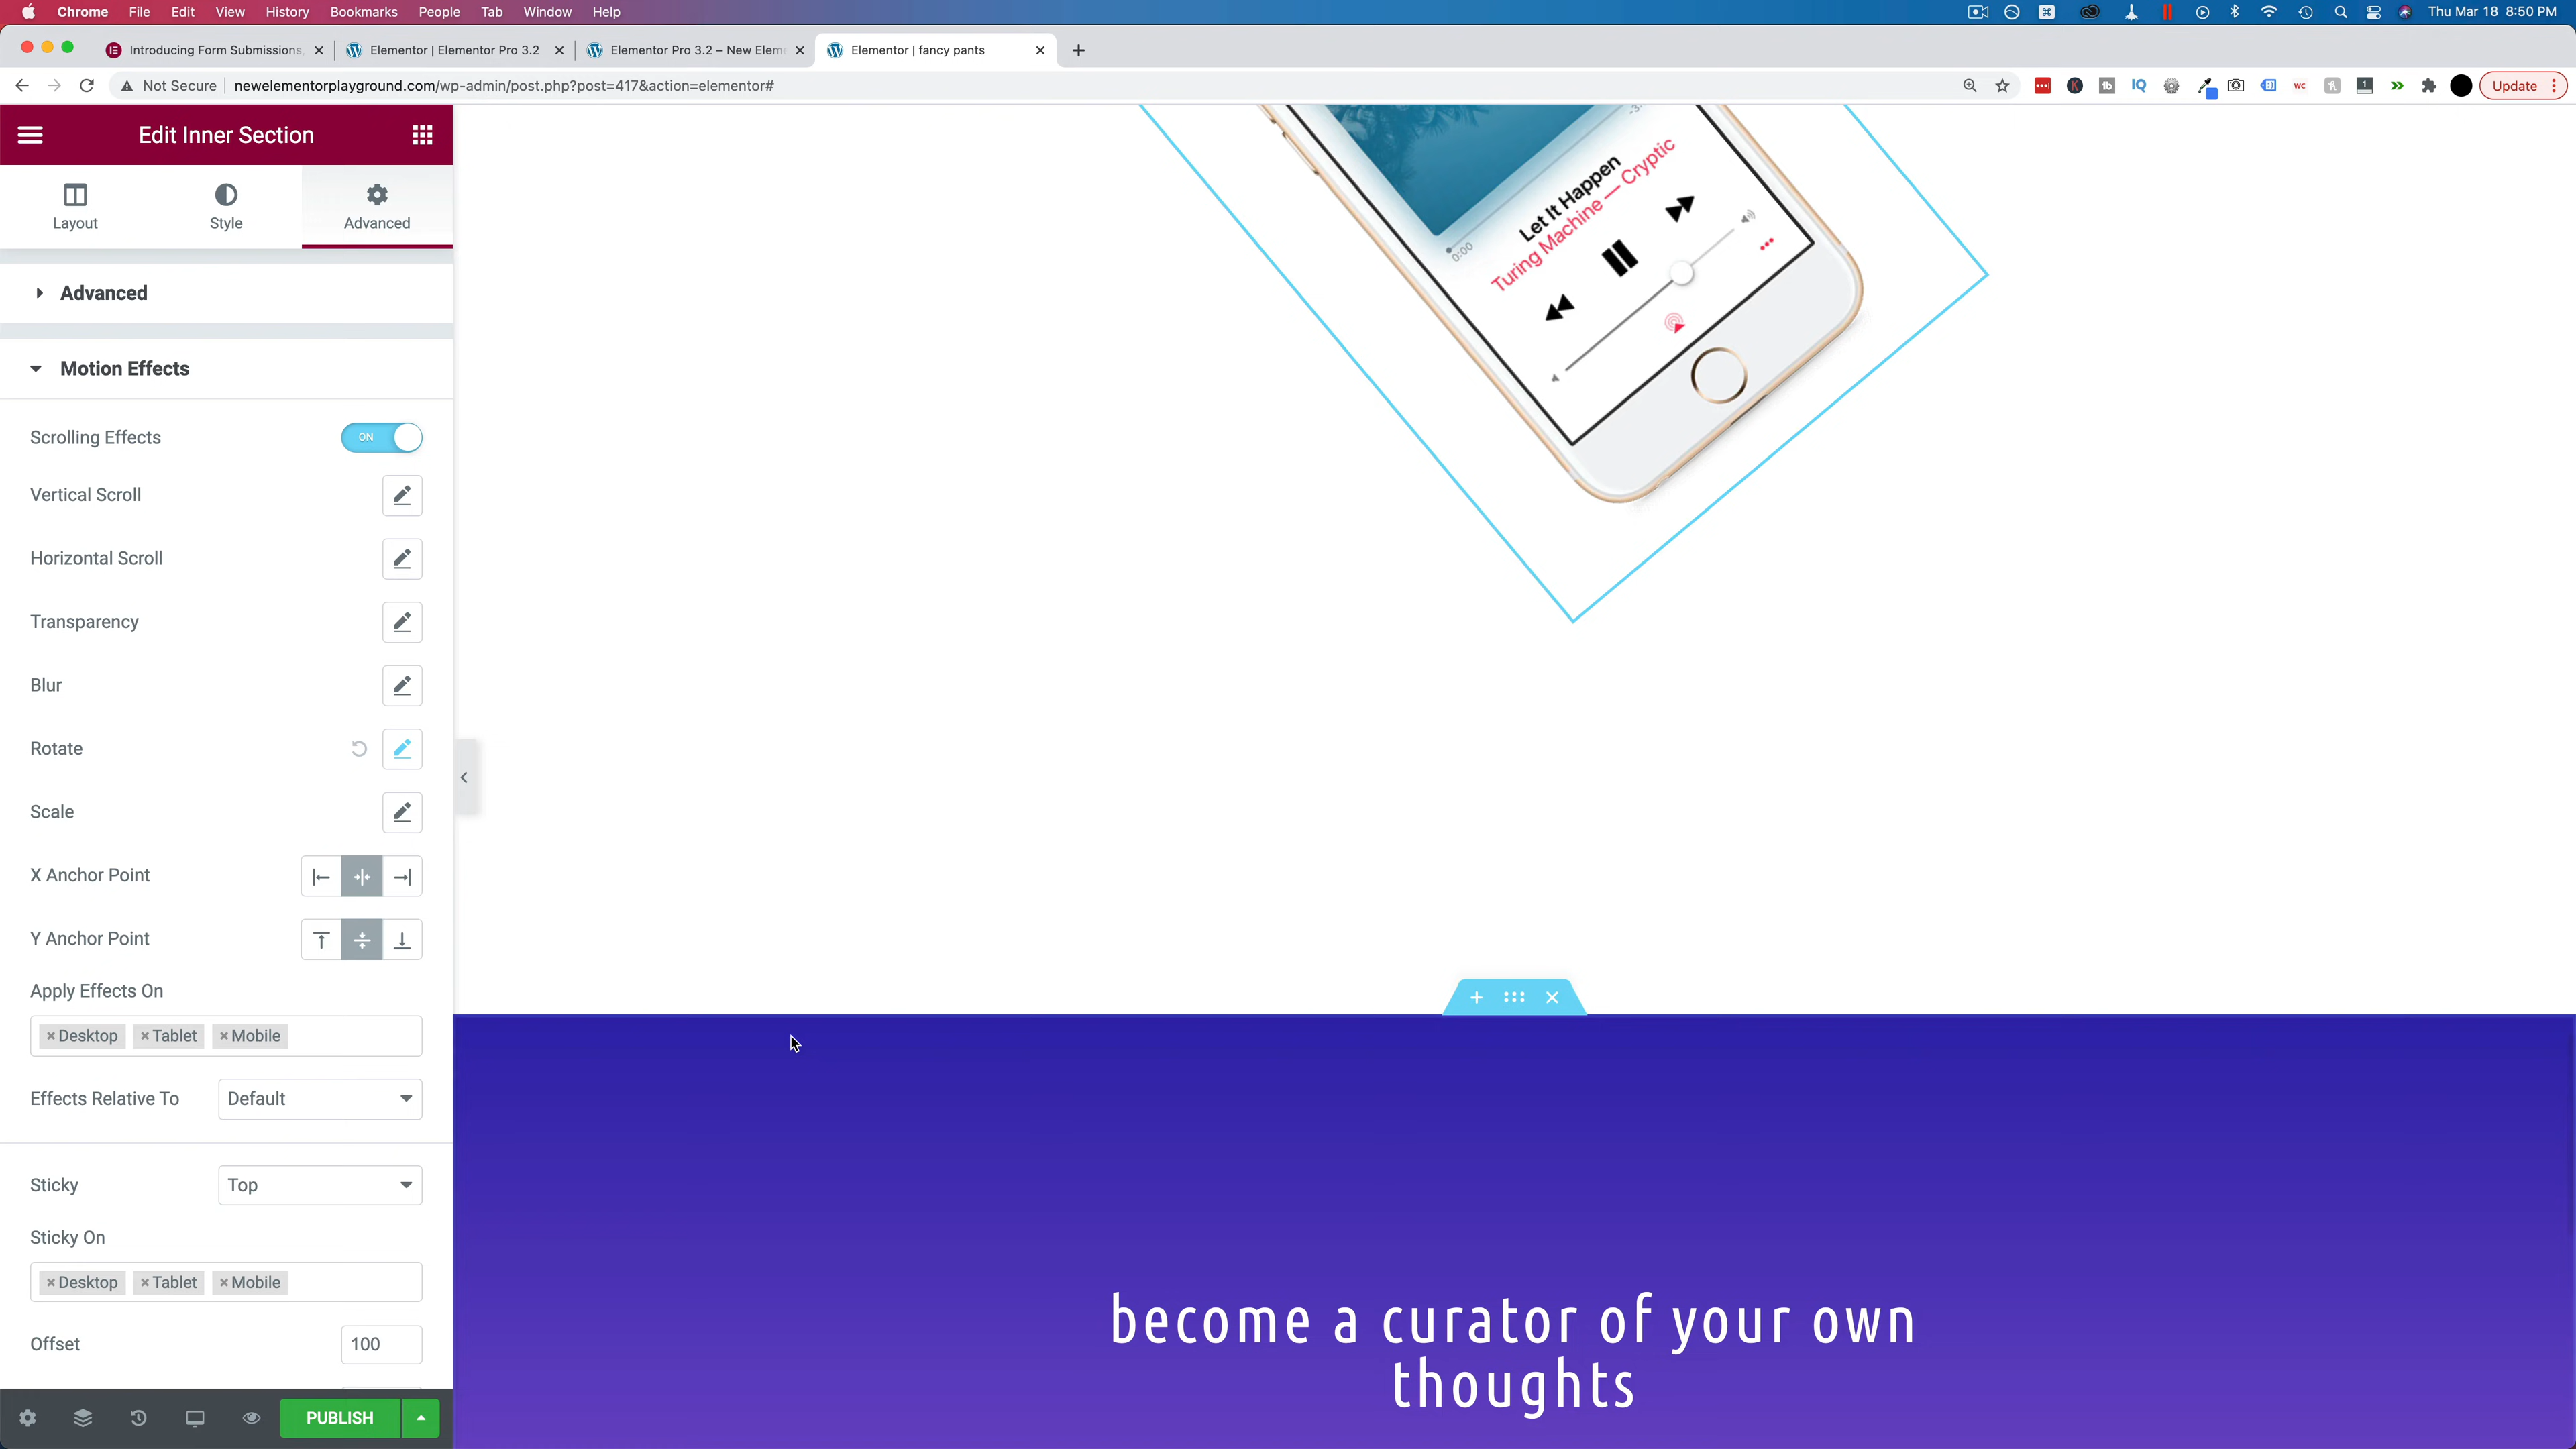 Chrome File Edit View History Bookmarks People Tab Window Help Thu Mar 18 8:50 PM
Introducing Form Submissions, Elementor | Elementor Pro 3.2 Elementor Pro 3.2 – New Elem Elementor | fancy pants
Not Secure newelementorplayground.com/wp-admin/post.php?post=417&action=elementor# Update
Edit Inner Section
Layout Style Advanced
Advanced
Motion Effects
Scrolling Effects ON
Vertical Scroll
Horizontal Scroll
Transparency
Blur
Rotate
Scale
X Anchor Point
Y Anchor Point
Apply Effects On
×Desktop ×Tablet ×Mobile
Effects Relative To Default
Sticky Top
Sticky On
×Desktop ×Tablet ×Mobile
Offset 100
PUBLISH
0:00
Let It Happen
Turing Machine — Cryptic
become a curator of your own
thoughts